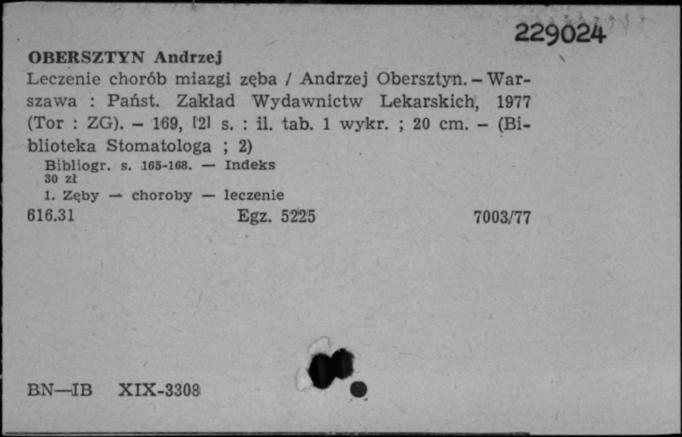 229024
OBERSZTYN Andrzej
Leczenie chorób miazgi zęba / Andrzej Obersztyn. – War-
szawa : Państ. Zakład Wydawnictw Lekarskich, 1977
(Tor : ZG). – 169, [2] s. : il. tab. 1 wykr. ; 20 cm. – (Bi-
blioteka Stomatologa ; 2)
Bibliogr. s. 165-168. — Indeks
30 zł
1. Zęby — choroby — leczenie
616.31 Egz. 5225 7003/77
BN—IB XIX-3308